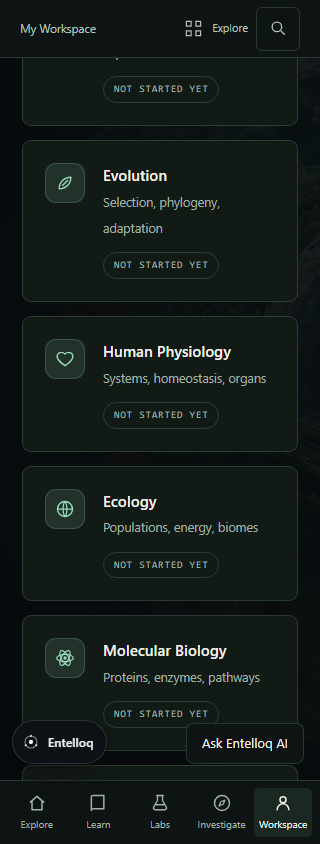 My Workspace
Explore
NOT STARTED YET
Evolution
Selection, phylogeny,
adaptation
NOT STARTED YET
Human Physiology
Systems, homeostasis, organs
NOT STARTED YET
Ecology
Populations, energy, biomes
NOT STARTED YET
Molecular Biology
Proteins, enzymes, pathways
NOT STARTED YET
Entelloq
Ask Entelloq AI
Explore
Learn
Labs
Investigate
Workspace